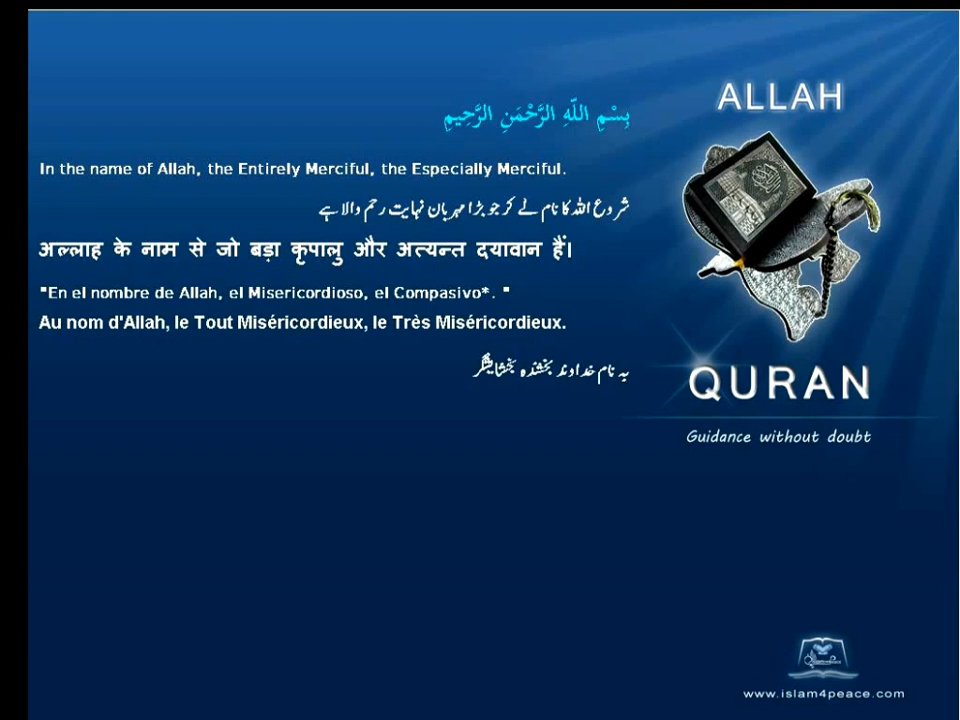 بِسْمِ اللّهِ الرَّحْمَنِ الرَّحِيمِ
In the name of Allah, the Entirely Merciful, the Especially Merciful.
شروع الله کا نام لے کر جو بڑا مہربان نہایت رحم والا ہے
अल्लाह के नाम से जो बड़ा कृपालु और अत्यन्त दयावान हैं।
"En el nombre de Allah, el Misericordioso, el Compasivo*. "
Au nom d'Allah, le Tout Miséricordieux, le Très Miséricordieux.
به نام خداوند بخشنده بخشایشگر
ALLAH
QURAN
Guidance without doubt
www.islam4peace.com